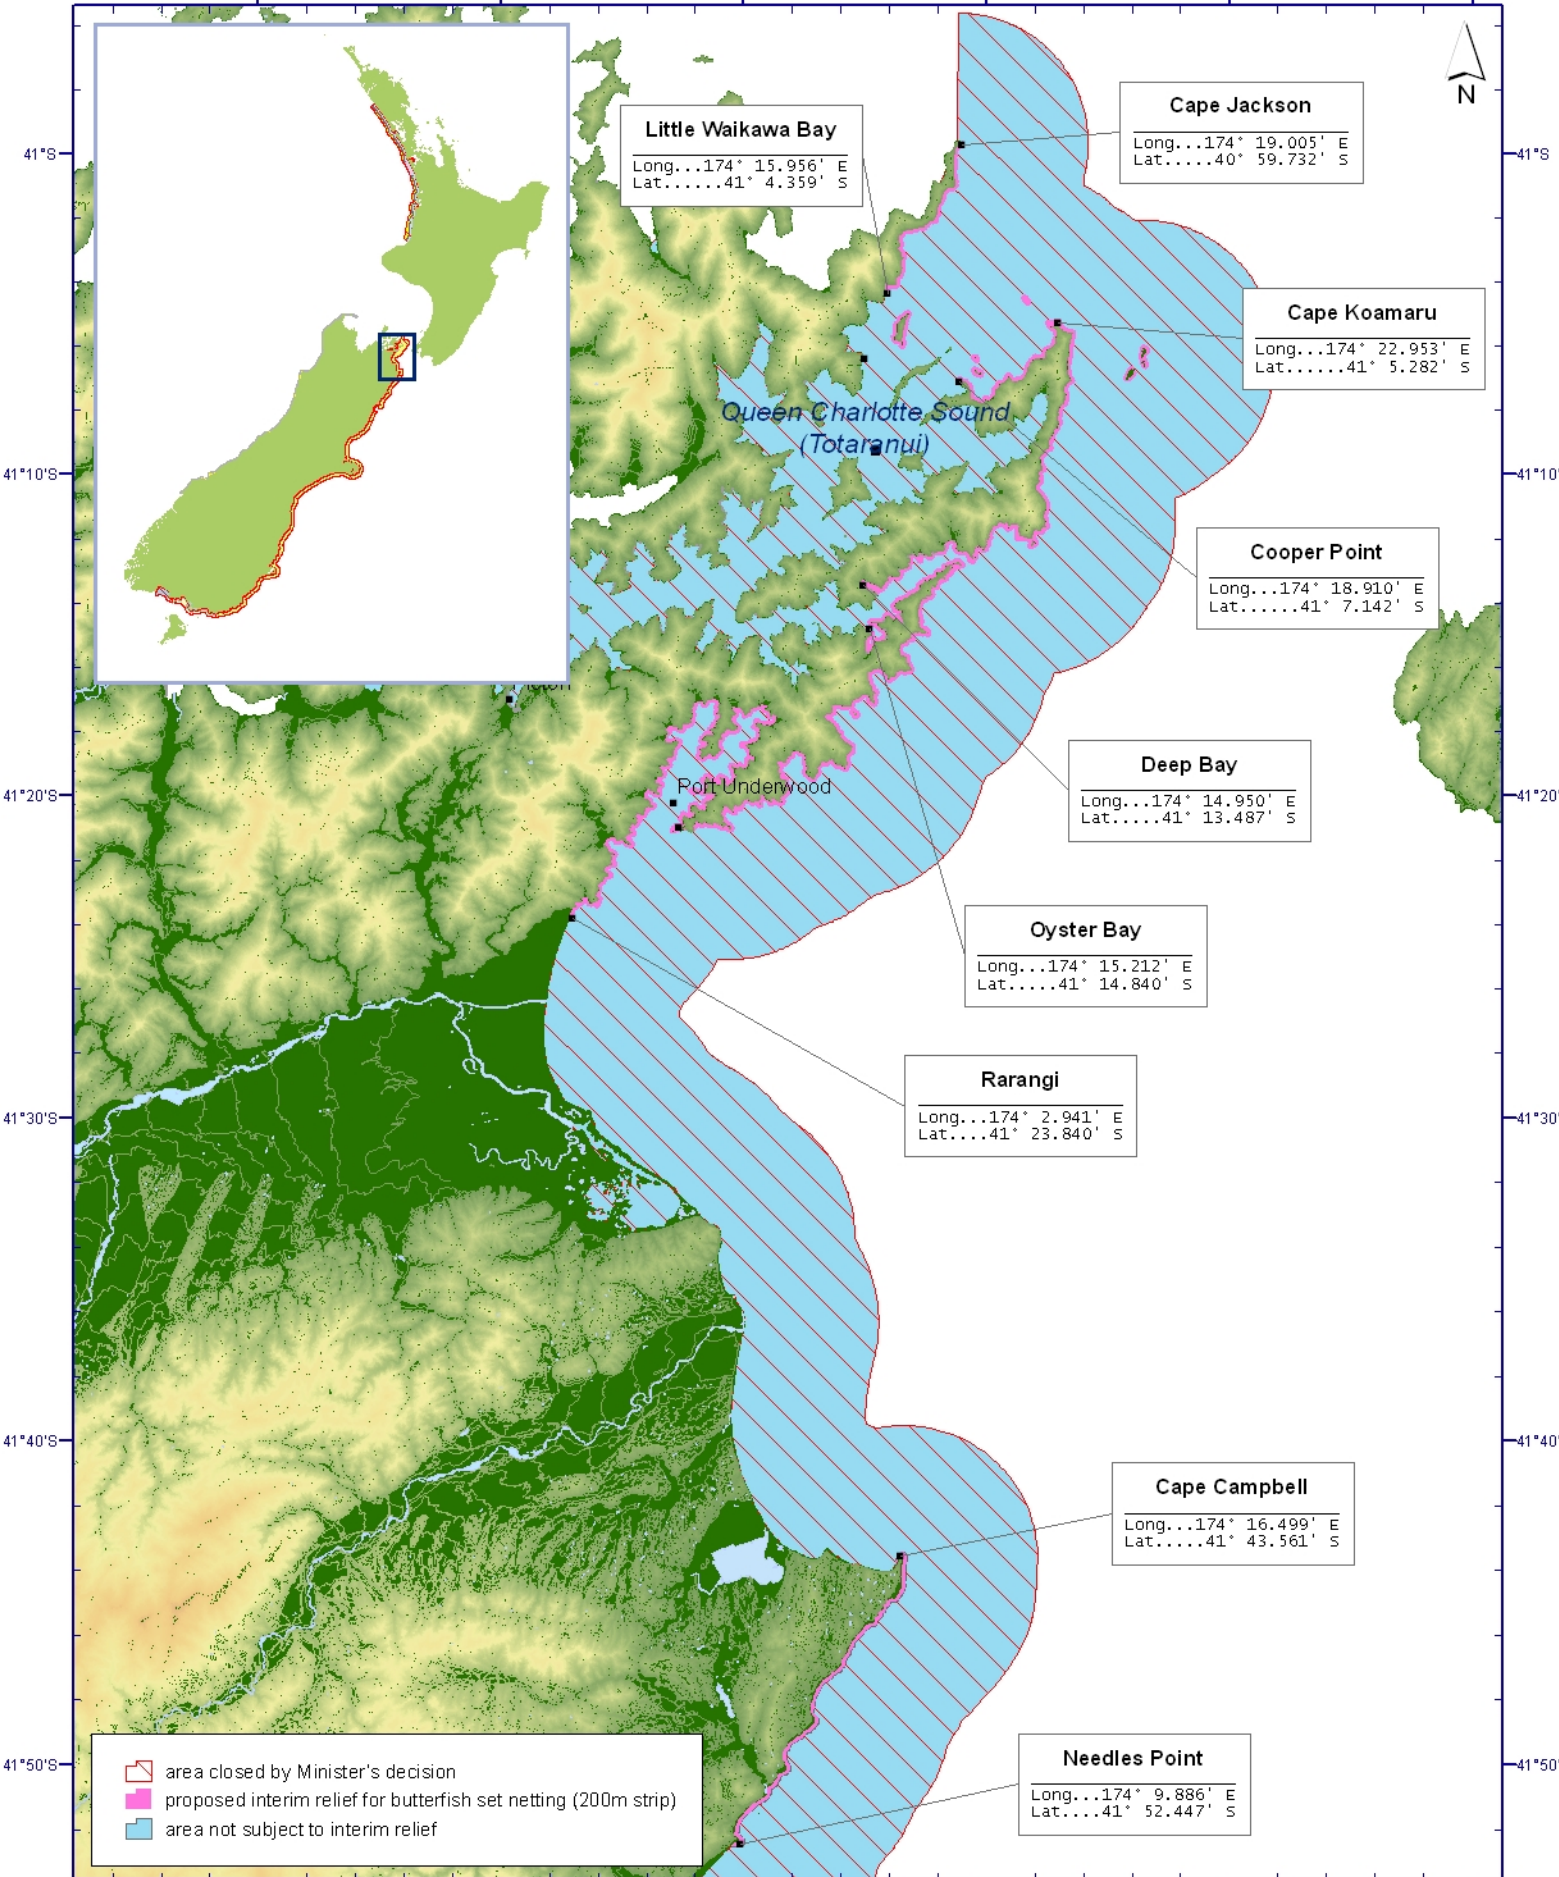 N
Cape Jackson
Long...174° 19.005' E
Lat.....40° 59.732' S
Little Waikawa Bay
Long...174° 15.956' E
Lat......41° 4.359' S
41°S
41°S
Cape Koamaru
Long...174° 22.953' E
Lat......41° 5.282' S
Queen Charlotte Sound
(Totaranui)
41°10'S
41°10'
Cooper Point
Long...174° 18.910' E
Lat......41° 7.142' S
Deep Bay
Long...174° 14.950' E
Lat.....41° 13.487' S
Port Underwood
41°20'S
41°20'
Oyster Bay
Long...174° 15.212' E
Lat.....41° 14.840' S
Rarangi
Long...174° 2.941' E
Lat....41° 23.840' S
41°30'S
41°30'
41°40'S
41°40'
Cape Campbell
Long...174° 16.499' E
Lat.....41° 43.561' S
Needles Point
Long...174° 9.886' E
Lat....41° 52.447' S
41°50'S
41°50'
area closed by Minister's decision
proposed interim relief for butterfish set netting (200m strip)
area not subject to interim relief